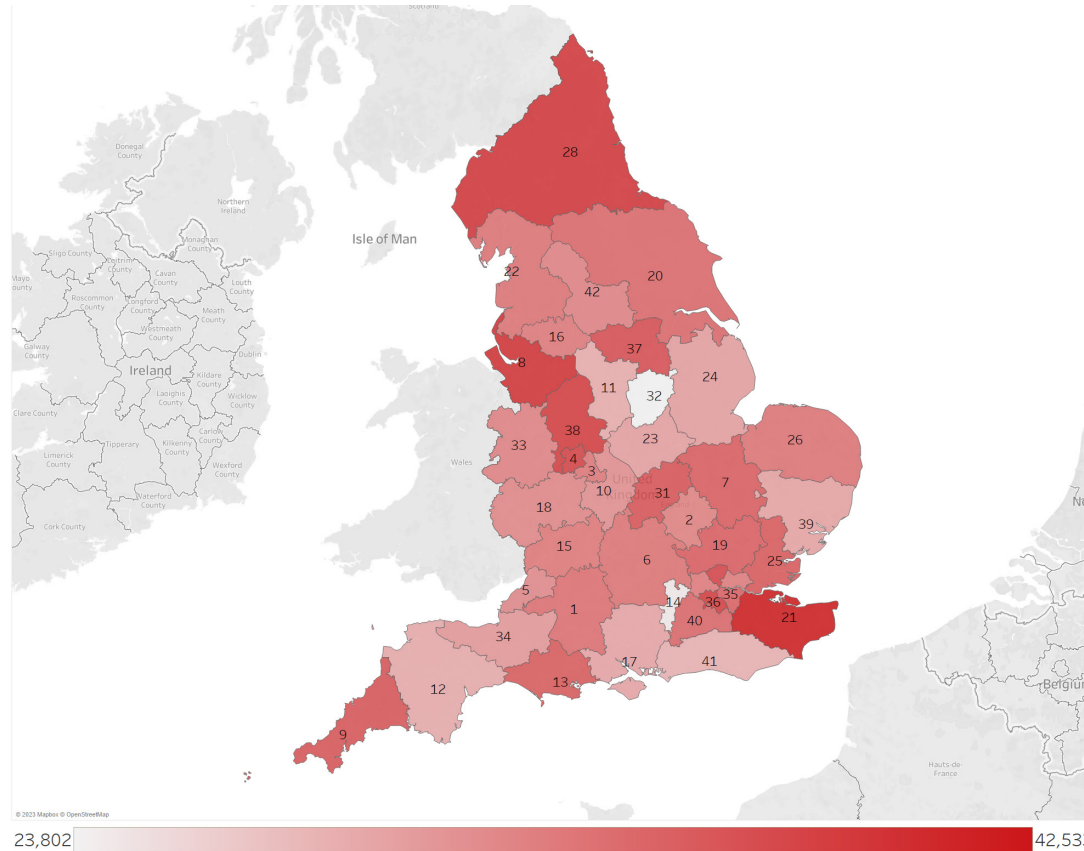 Scotland
28
Donegal
County
Northern
Ireland
Isle of Man
Monaghan
County
Sligo County
Leitrim
County
Cavan
County
Louth
County
Mayo
County
Roscommon
County
Longford
County
Meath
County
Westmeath
County
Galway
County
Dublin
Ireland
Kildare
County
Laoighis
County
Wicklow
County
Clare County
Carlow
County
Tipperary
Kilkenny
County
Limerick
County
Wexford
County
Waterford
County
Cork County
Wales
22
20
42
16
37
8
11
32
24
38
23
33
4
3
26
United
Kingdom
10
31
7
18
2
39
15
19
6
25
5
14
35
36
1
21
40
34
17
41
13
12
9
Belgium
Hauts-de-
France
© 2023 Mapbox © OpenStreetMap
23,802